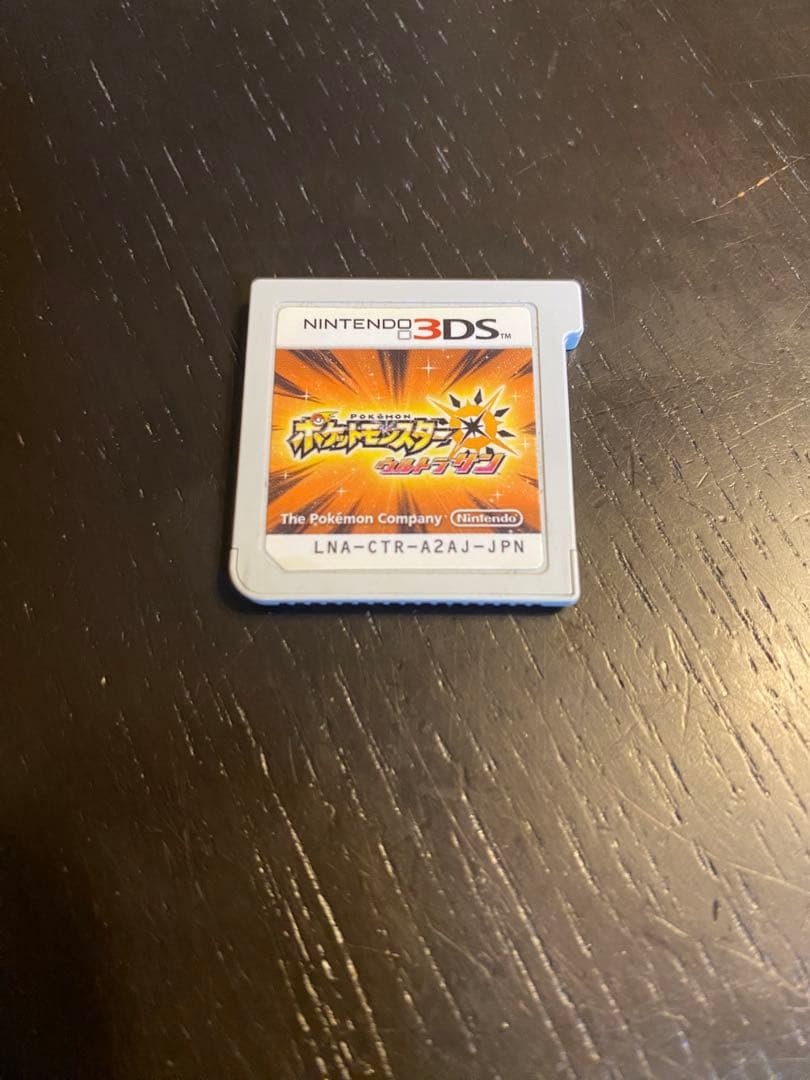 NINTENDO 3DS™
POKÉMON
ポケットモンスター
ウルトラサン
The Pokémon Company Nintendo
LNA-CTR-A2AJ-JPN